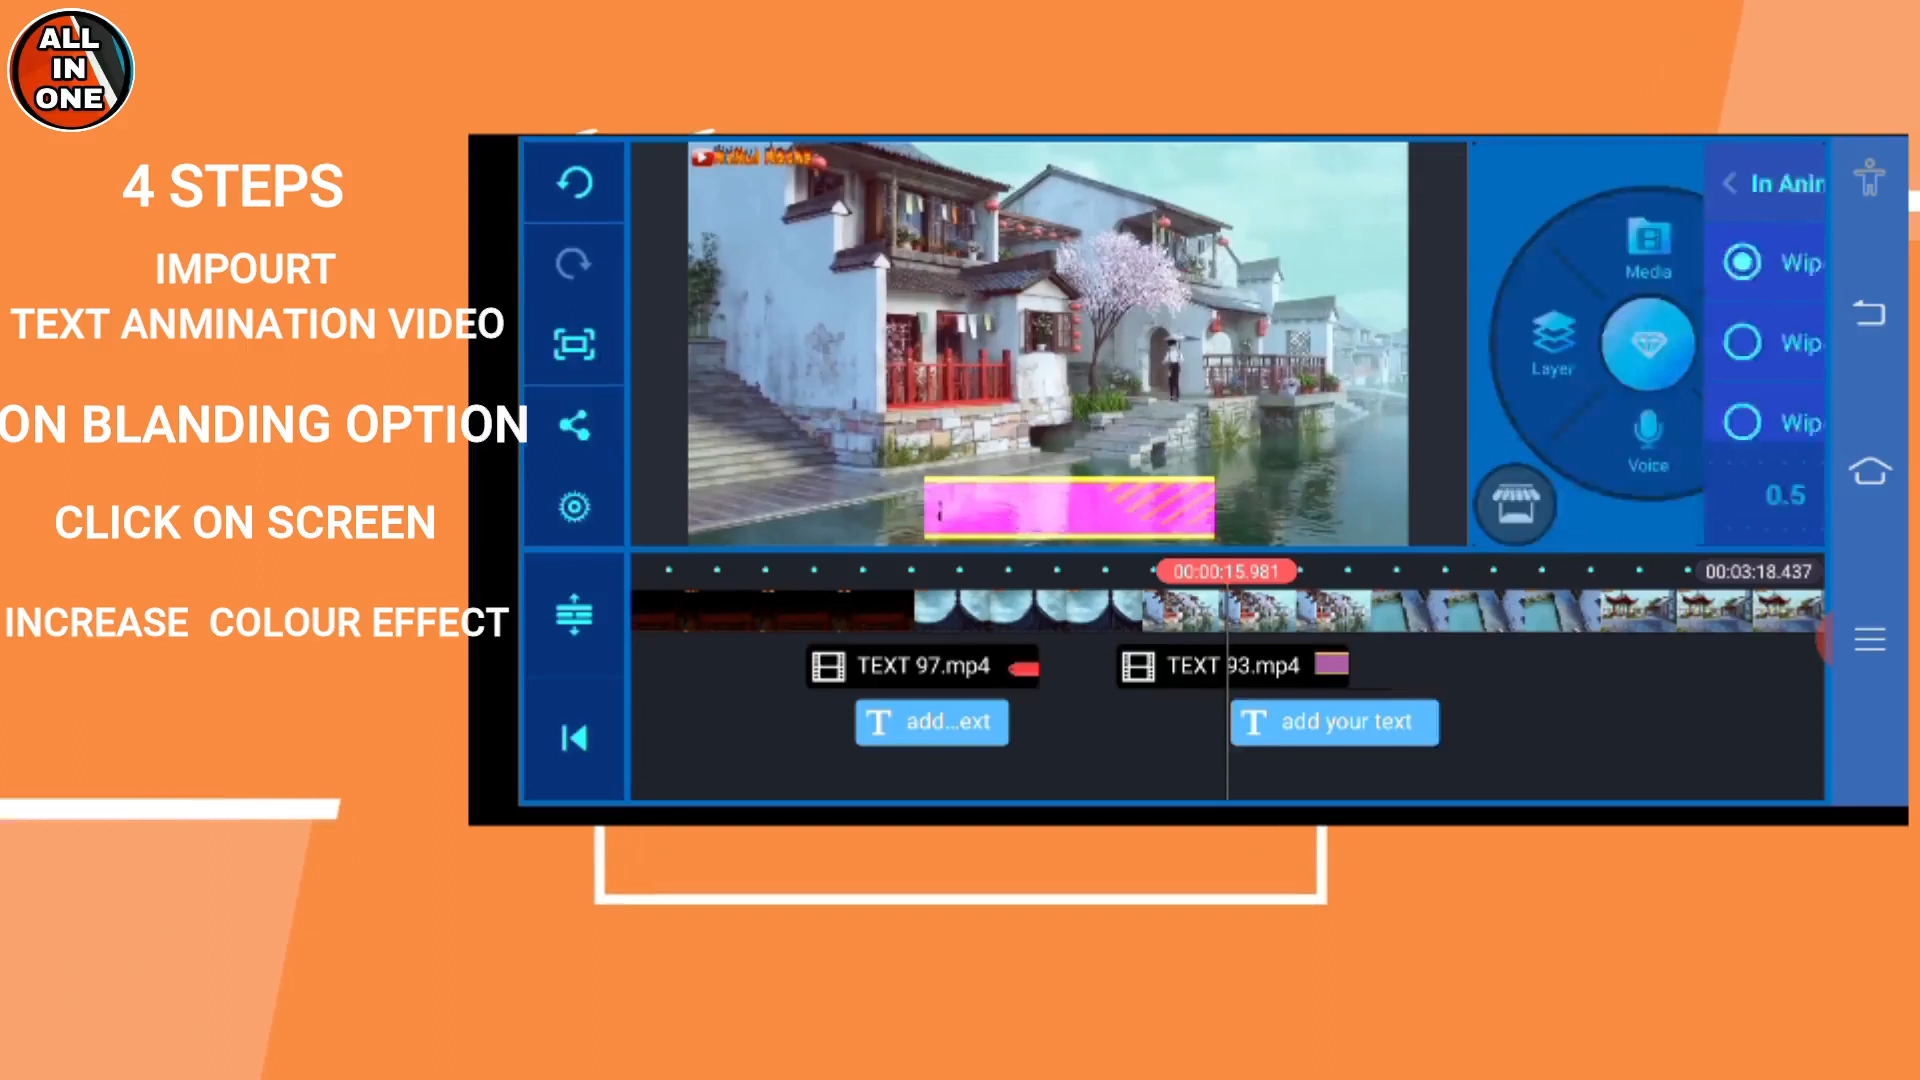 ALL
IN
ONE
4 STEPS
IMPOURT
TEXT ANMINATION VIDEO
ON BLANDING OPTION
CLICK ON SCREEN
INCREASE COLOUR EFFECT
Media
Layer
Voice
In Anim
Wip
Wip
Wip
0.5
00:00:15.981
00:03:18.437
TEXT 97.mp4
TEXT 93.mp4
T add...ext
T add your text